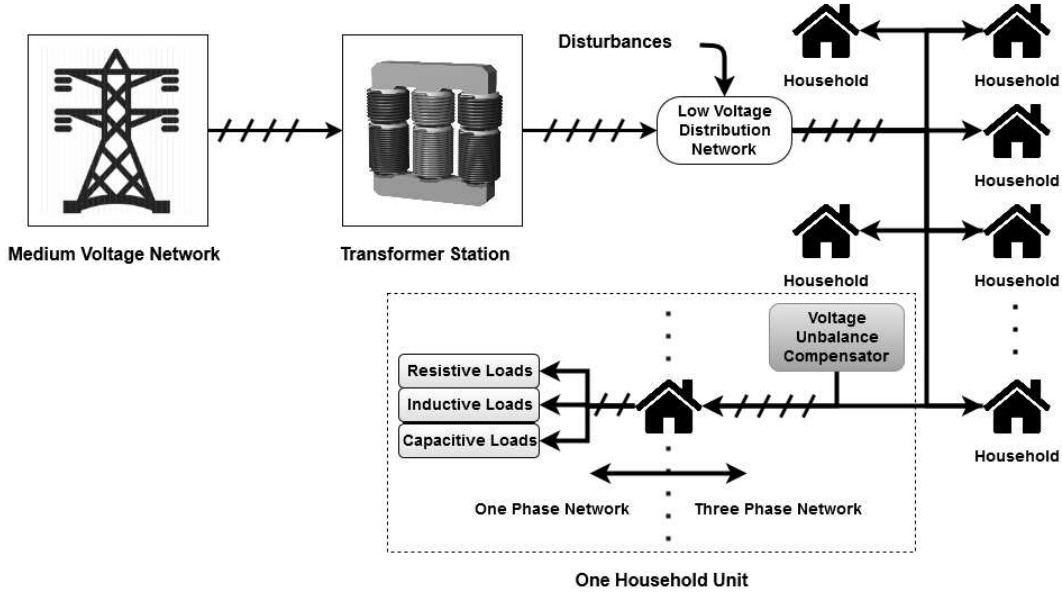 Disturbances
Household
Household
Low Voltage
Distribution
Network
Household
Medium Voltage Network
Transformer Station
Household
Household
Voltage
Unbalance
Compensator
Resistive Loads
Inductive Loads
Capacitive Loads
Household
One Phase Network
Three Phase Network
One Household Unit